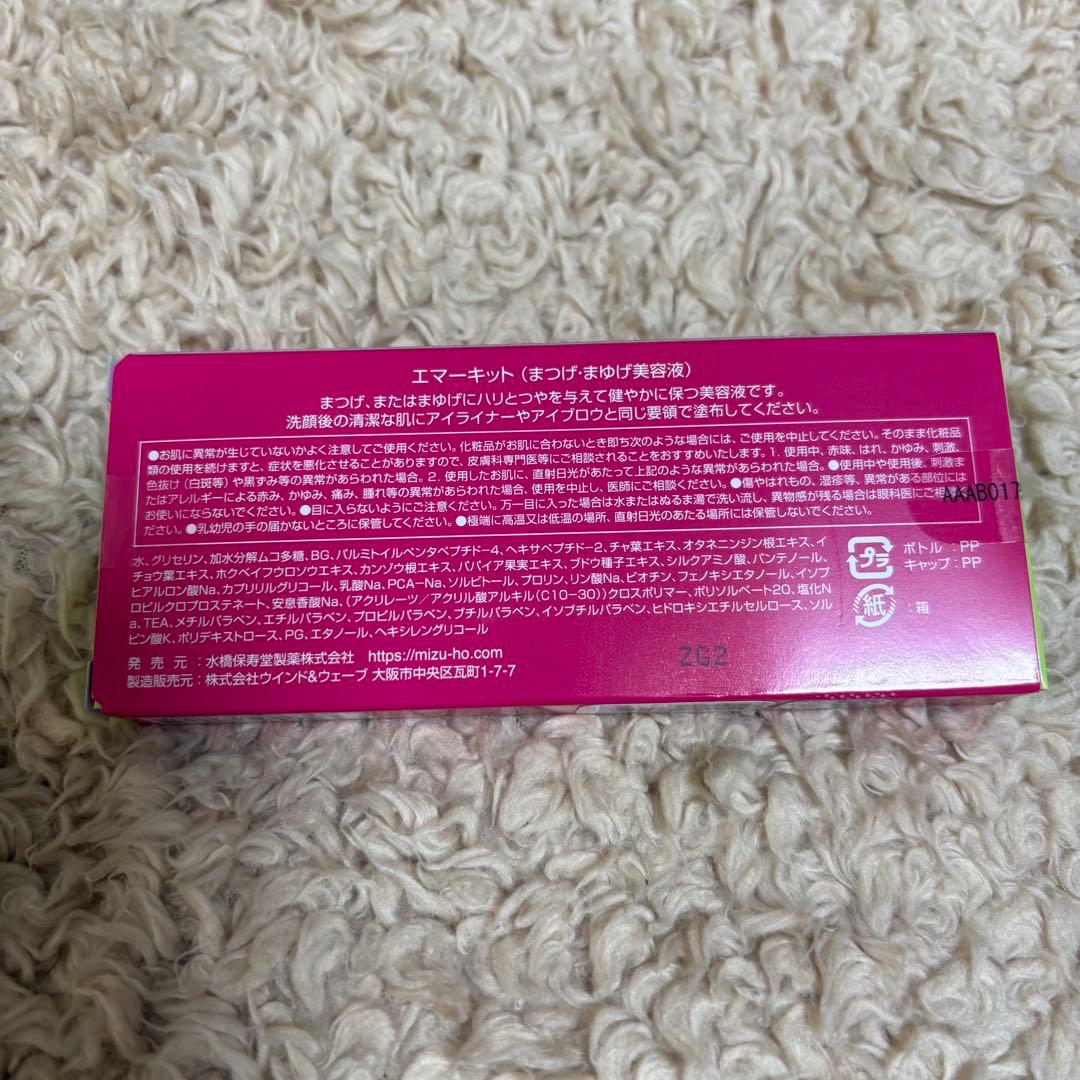 エマーキット（まつげ・まゆげ美容液）
まつげ、またはまゆげにハリとつやを与えて健やかに保つ美容液です。
洗顔後の清潔な肌にアイライナーやアイブロウと同じ要領で塗布してください。
●お肌に異常が生じていないかよく注意してご使用ください。化粧品がお肌に合わないとき即ち次のような場合には、ご使用を中止してください。そのまま化粧品
類の使用を続けますと、症状を悪化させることがありますので、皮膚科専門医等にご相談されることをおすすめいたします。1. 使用中、赤味、はれ、かゆみ、刺激、
色抜け（白斑等）や黒ずみ等の異常があらわれた場合。2. 使用したお肌に、直射日光があたって上記のような異常があらわれた場合。●使用中や使用後、刺激ま
たはアレルギーによる赤み、かゆみ、痛み、腫れ等の異常があらわれた場合、使用を中止し、医師にご相談ください。●傷やはれもの、湿疹等、異常がある部位には
お使いにならないでください。●目に入らないようにご注意ください。万一目に入った場合は水またはぬるま湯で洗い流し、異物感が残る場合は眼科医にご相談く
ださい。●乳幼児の手の届かないところに保管してください。●極端に高温又は低温の場所、直射日光のあたる場所には保管しないでください。
AAAB017
水、グリセリン、加水分解ムコ多糖、BG、パルミトイルペンタペプチド-4、ヘキサペプチド-2、チャ葉エキス、オタネニンジン根エキス、イ
チョウ葉エキス、ホクベイフウロソウエキス、カンゾウ根エキス、パパイア果実エキス、ブドウ種子エキス、シルクアミノ酸、パンテノール、
ヒアルロン酸Na、カプリリルグリコール、乳酸Na、PCA-Na、ソルビトール、プロリン、リン酸Na、ビオチン、フェノキシエタノール、イソプ
ロピルクロプロステネート、安息香酸Na、（アクリレーツ／アクリル酸アルキル（C10-30））クロスポリマー、ポリソルベート20、塩化N
a、TEA、メチルパラベン、エチルパラベン、プロピルパラベン、ブチルパラベン、イソブチルパラベン、ヒドロキシエチルセルロース、ソル
ビン酸K、ポリデキストロース、PG、エタノール、ヘキシレングリコール
プラ
ボトル：PP
キャップ：PP
紙
：箱
発 売 元：水橋保寿堂製薬株式会社 https://mizu-ho.com
製造販売元：株式会社ウインド&ウェーブ 大阪市中央区瓦町1-7-7
ZG2